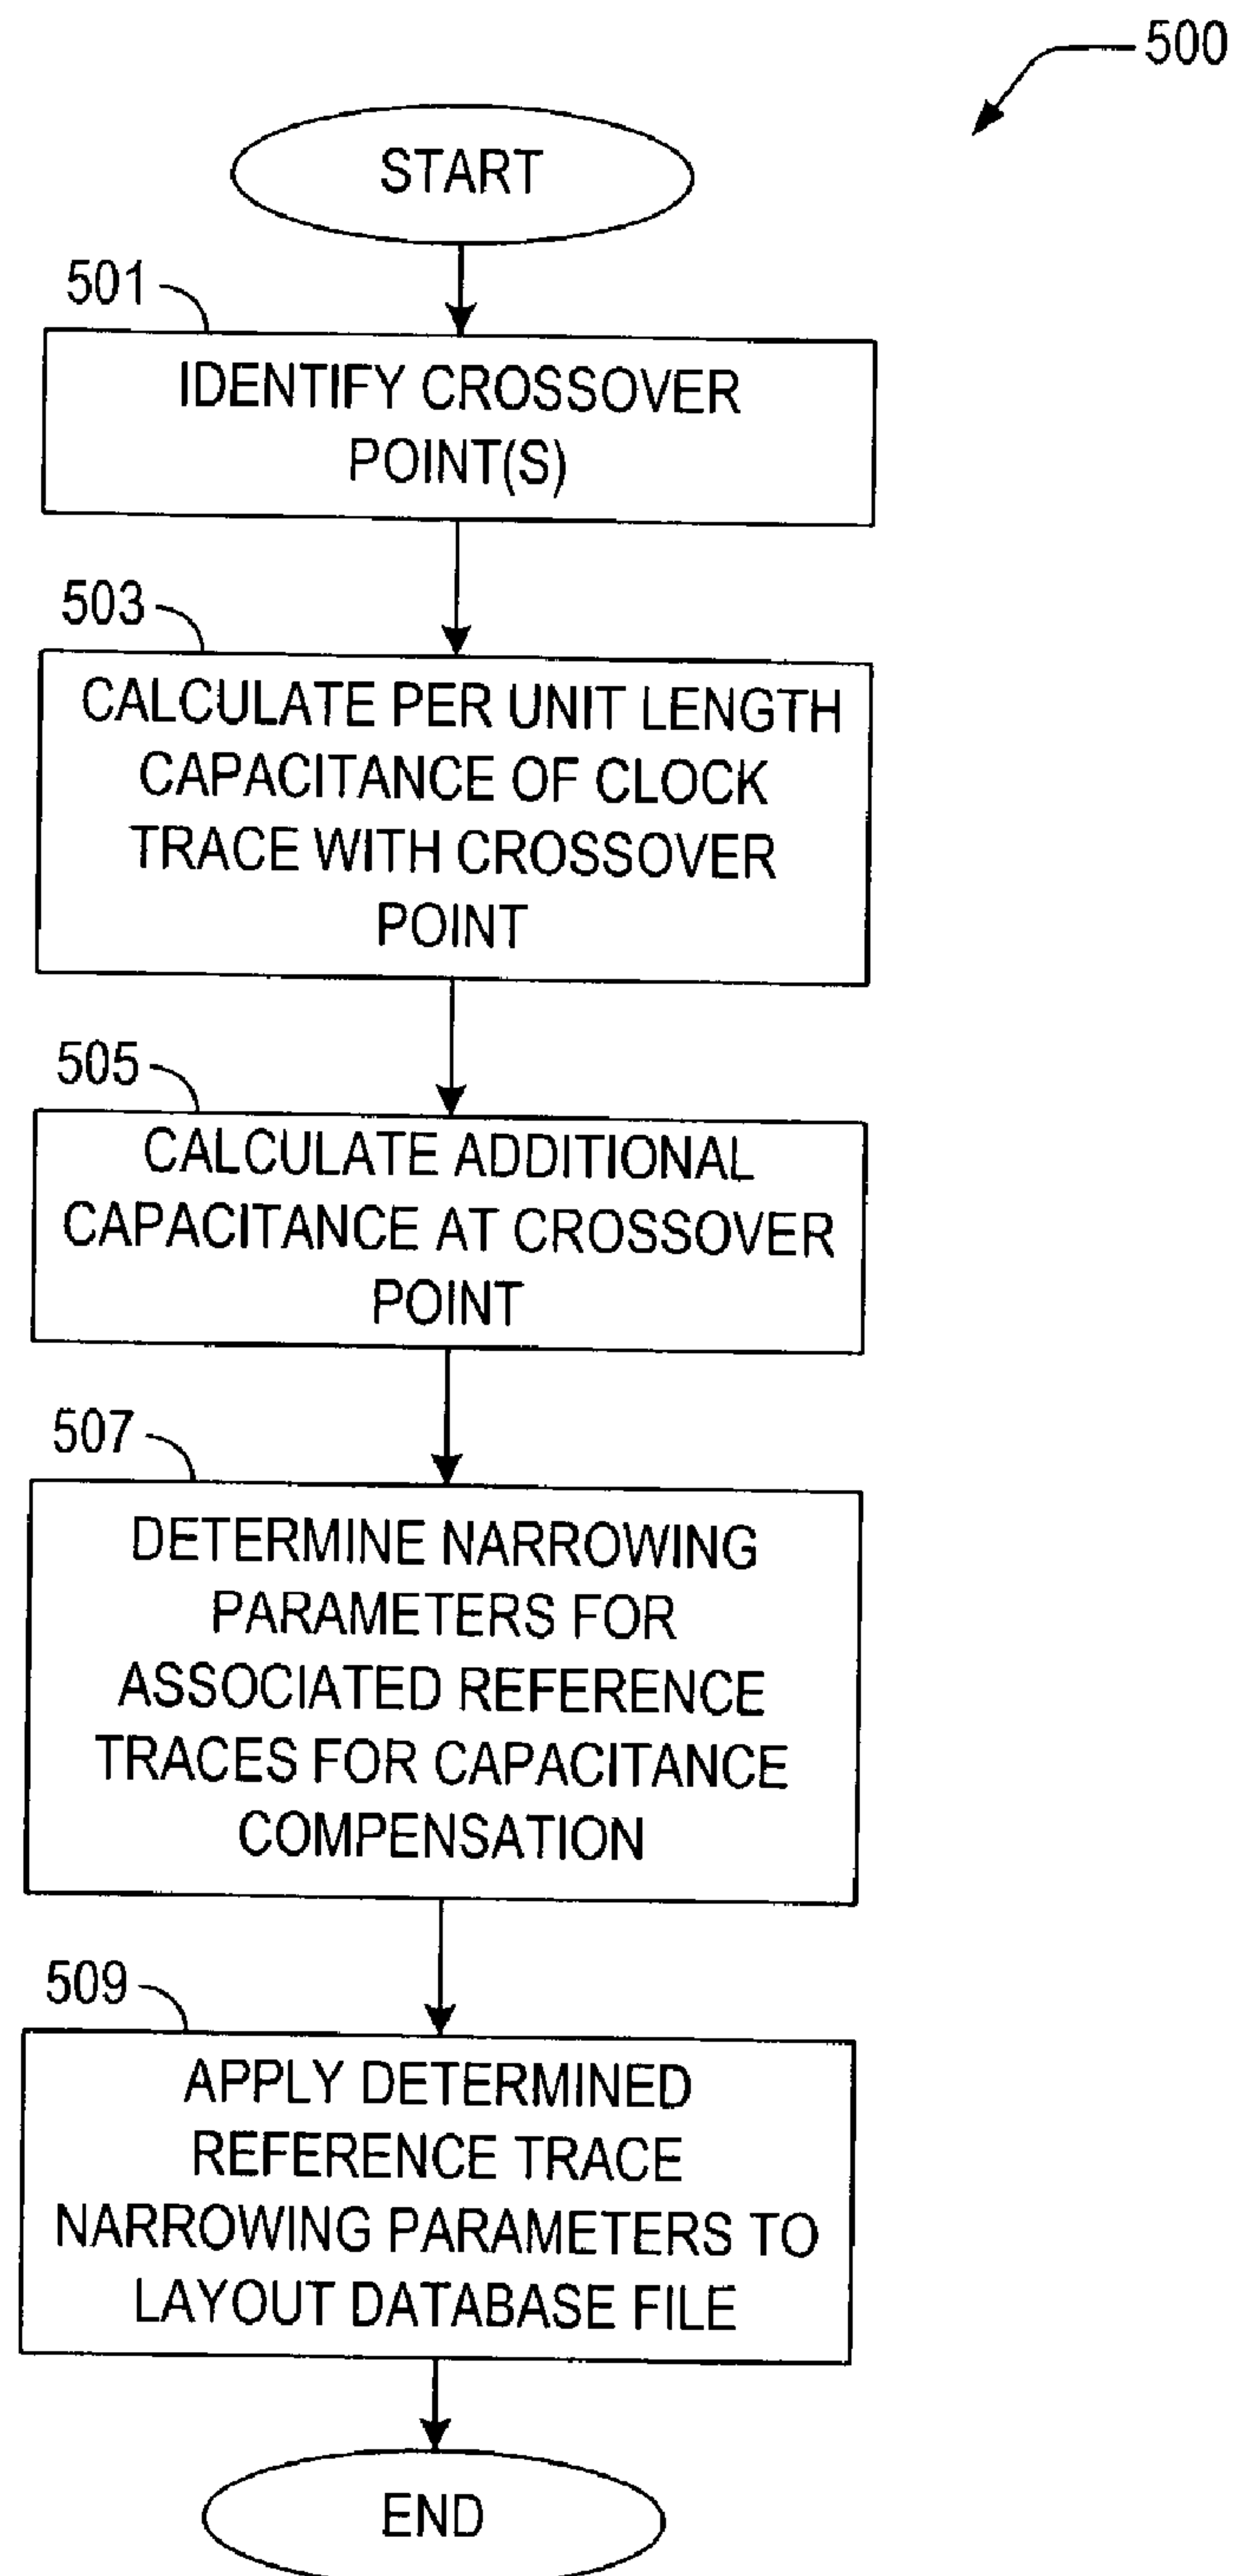 500
START
501
IDENTIFY CROSSOVER
POINT(S)
503
CALCULATE PER UNIT LENGTH
CAPACITANCE OF CLOCK
TRACE WITH CROSSOVER
POINT
505
CALCULATE ADDITIONAL
CAPACITANCE AT CROSSOVER
POINT
507
DETERMINE NARROWING
PARAMETERS FOR
ASSOCIATED REFERENCE
TRACES FOR CAPACITANCE
COMPENSATION
509
APPLY DETERMINED
REFERENCE TRACE
NARROWING PARAMETERS TO
LAYOUT DATABASE FILE
END